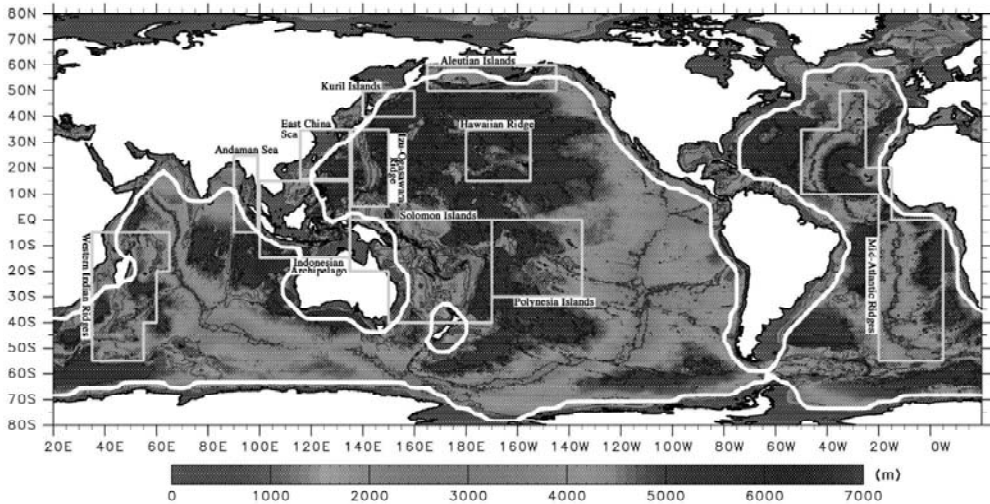 80N
70N
60N
50N
40N
30N
20N
10N
EQ
10S
20S
30S
40S
50S
60S
70S
80S
Aleutian Islands
Kuril Islands
East China
Sea
Hawaiian Ridge
Andaman Sea
Izu-Ogasawara
Ridge
Solomon Islands
Western Indian Ridges
Indonesian
Archipelago
Polynesia Islands
Mid-Atlantic Ridges
20E 40E 60E 80E 100E 120E 140E 160E 180 160W 140W 120W 100W 80W 60W 40W 20W 0W
(m)
0 1000 2000 3000 4000 5000 6000 7000